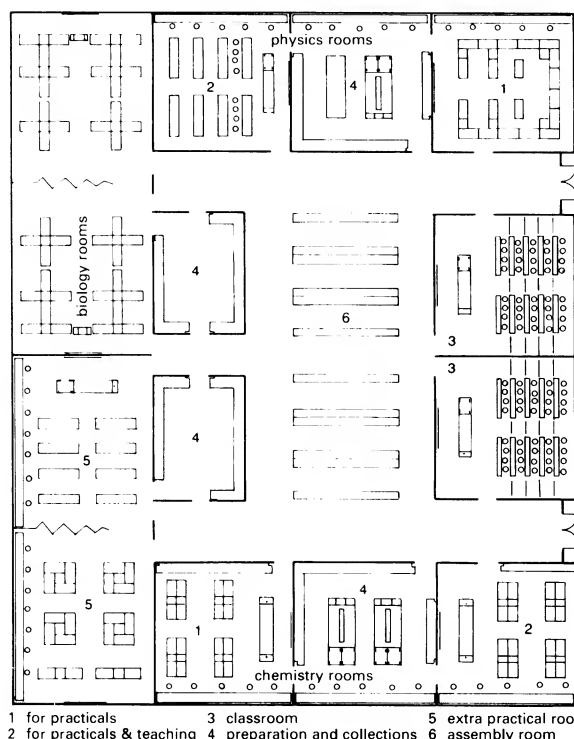 physics rooms
2
4
1
biology rooms
4
6
3
3
4
5
5
1
4
2
chemistry rooms
1 for practicals 3 classroom 5 extra practical roo
2 for practicals & teaching 4 preparation and collections 6 assembly room